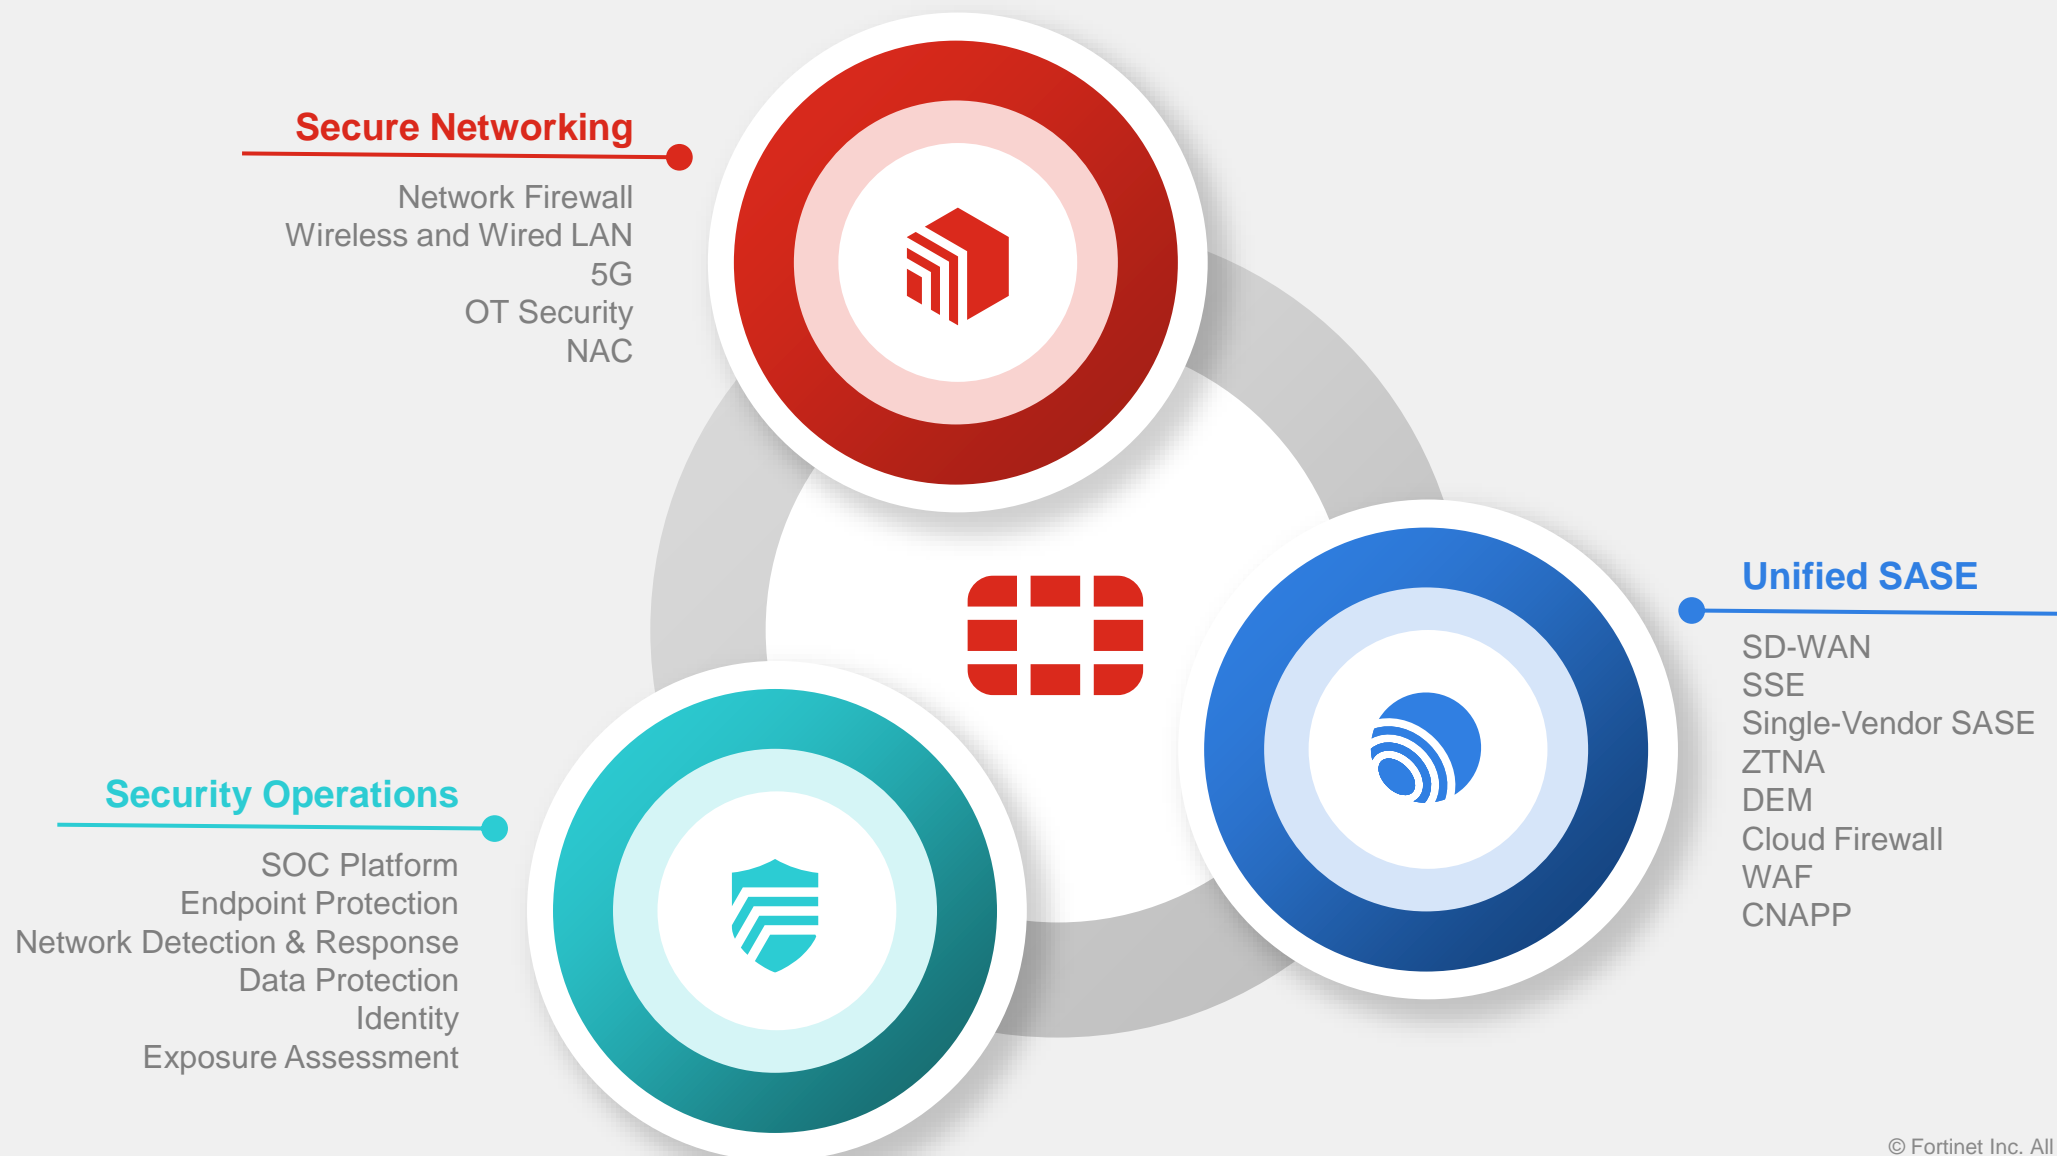 Secure Networking
Network Firewall
Wireless and Wired LAN
5G
OT Security
NAC
Unified SASE
SD-WAN
SSE
Single-Vendor SASE
ZTNA
DEM
Cloud Firewall
WAF
CNAPP
Security Operations
SOC Platform
Endpoint Protection
Network Detection & Response
Data Protection
Identity
Exposure Assessment
© Fortinet Inc. All